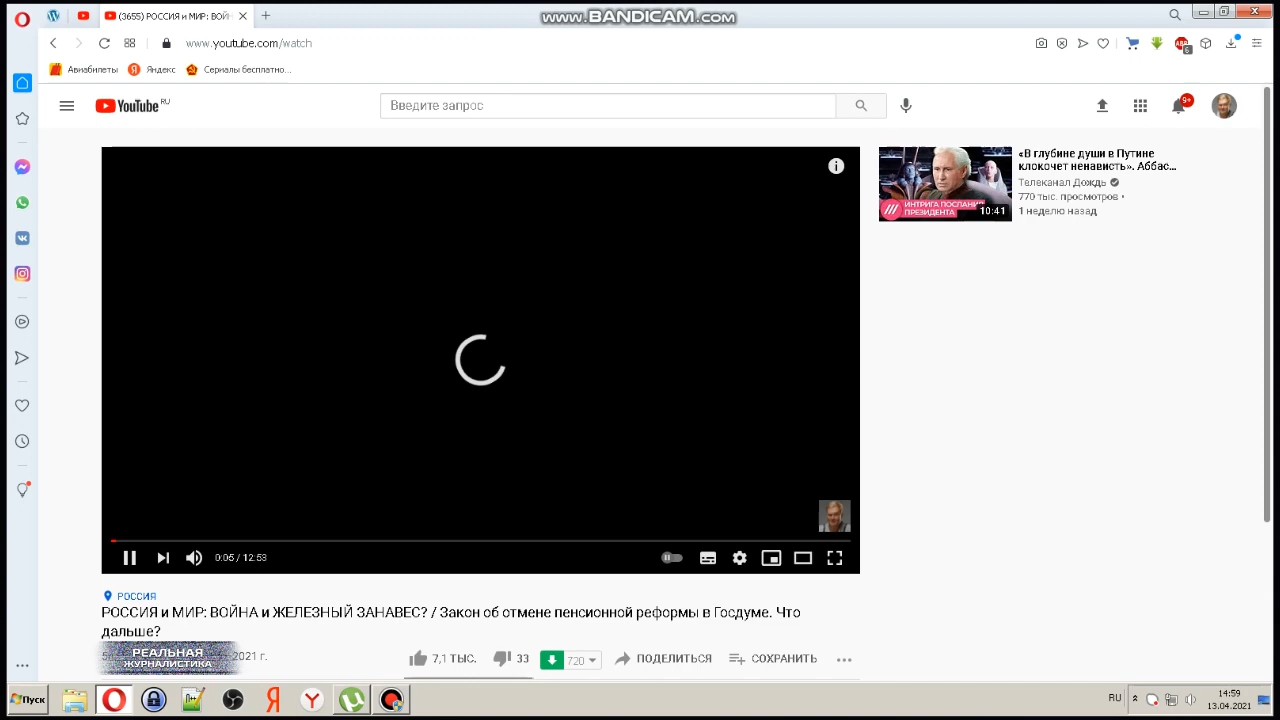 www.BANDICAM.com
(3655) РОССИЯ и МИР: ВОЙН
www.youtube.com/watch
Авиабилеты
Яндекс
Сериалы бесплатно...
YouTube RU
Введите запрос
9+
«В глубине души в Путине
клокочет ненависть». Аббас...
Телеканал Дождь
770 тыс. просмотров •
1 неделю назад
ИНТРИГА ПОСЛАНИЯ
ПРЕЗИДЕНТА
10:41
0:05 / 12:53
РОССИЯ
РОССИЯ и МИР: ВОЙНА и ЖЕЛЕЗНЫЙ ЗАНАВЕС? / Закон об отмене пенсионной реформы в Госдуме. Что
дальше?
РЕАЛЬНАЯ
ЖУРНАЛИСТИКА
2021 г.
7,1 ТЫС.
33
720
ПОДЕЛИТЬСЯ
СОХРАНИТЬ
Пуск
RU
14:59
13.04.2021